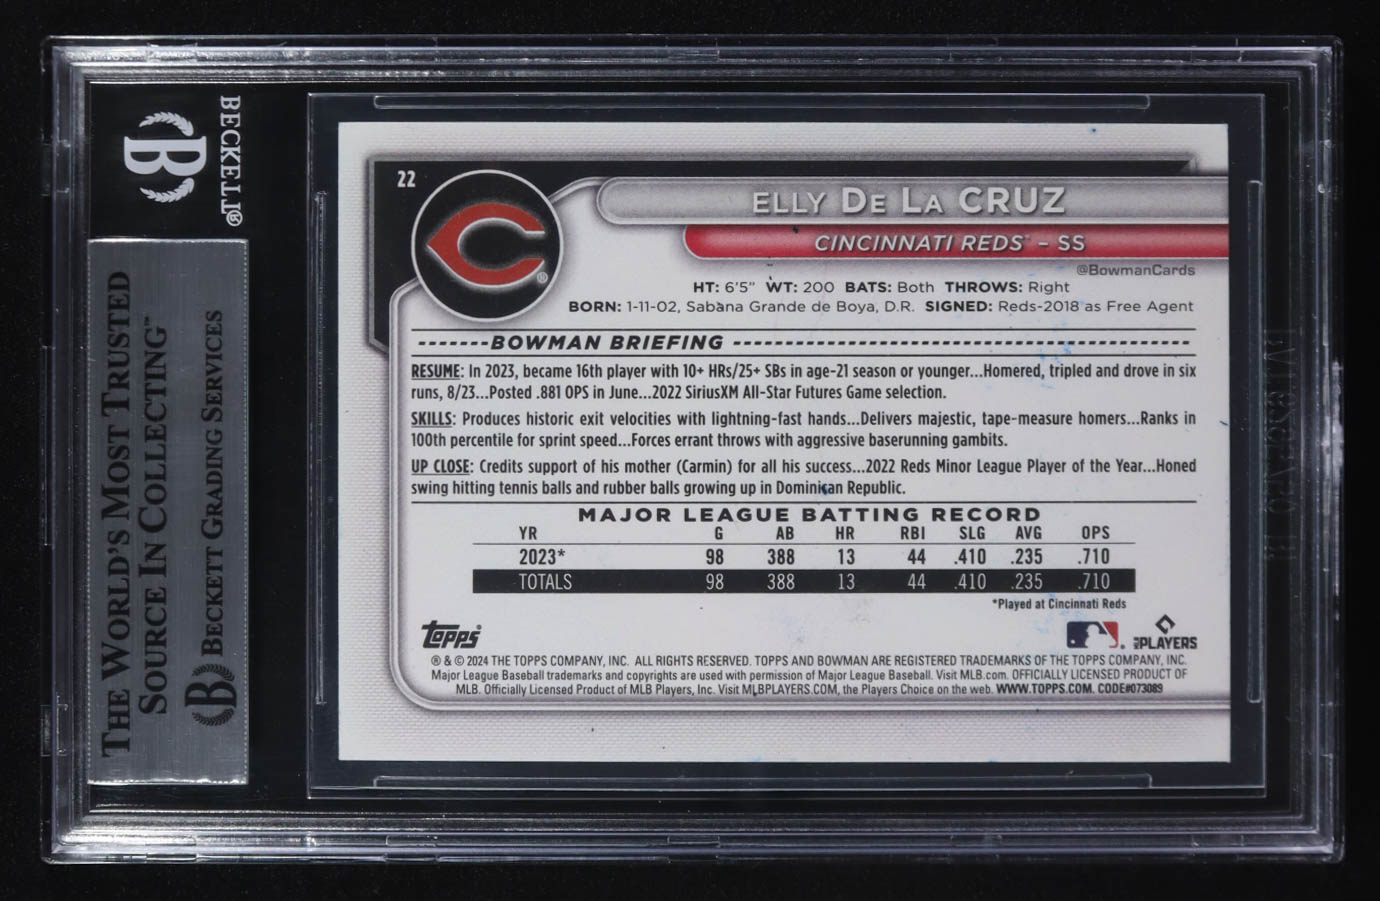 BECKETT®
B
THE WORLD'S MOST TRUSTED
SOURCE IN COLLECTING™
B BECKETT GRADING SERVICES
22
C ®
ELLY DE LA CRUZ
CINCINNATI REDS™ - SS
@BowmanCards
HT: 6'5" WT: 200 BATS: Both THROWS: Right
BORN: 1-11-02, Sabana Grande de Boya, D.R. SIGNED: Reds-2018 as Free Agent
BOWMAN BRIEFING
RESUME: In 2023, became 16th player with 10+ HRs/25+ SBs in age-21 season or younger...Homered, tripled and drove in six
runs, 8/23...Posted .881 OPS in June...2022 SiriusXM All-Star Futures Game selection.
SKILLS: Produces historic exit velocities with lightning-fast hands...Delivers majestic, tape-measure homers...Ranks in
100th percentile for sprint speed...Forces errant throws with aggressive baserunning gambits.
UP CLOSE: Credits support of his mother (Carmin) for all his success...2022 Reds Minor League Player of the Year...Honed
swing hitting tennis balls and rubber balls growing up in Dominican Republic.
MAJOR LEAGUE BATTING RECORD
YR G AB HR RBI SLG AVG OPS
2023* 98 388 13 44 .410 .235 .710
TOTALS 98 388 13 44 .410 .235 .710
*Played at Cincinnati Reds
Topps®
MLB PLAYERS
® & © 2024 THE TOPPS COMPANY, INC. ALL RIGHTS RESERVED. TOPPS AND BOWMAN ARE REGISTERED TRADEMARKS OF THE TOPPS COMPANY, INC.
Major League Baseball trademarks and copyrights are used with permission of Major League Baseball. Visit MLB.com. OFFICIALLY LICENSED PRODUCT OF
MLB. Officially Licensed Product of MLB Players, Inc. Visit MLBPLAYERS.COM, the Players Choice on the web. WWW.TOPPS.COM. CODE#073089